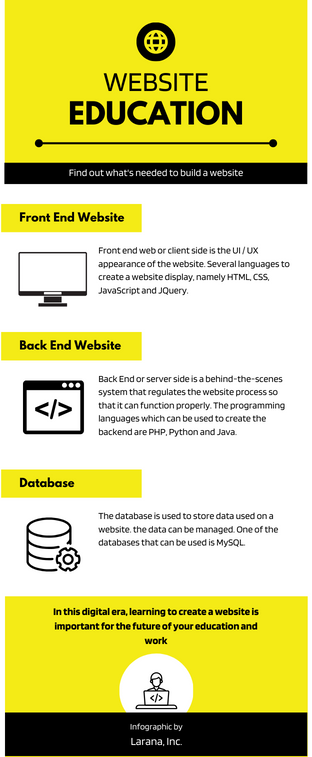 WEBSITE
EDUCATION
Find out what's needed to build a website
Front End Website
Front end web or client side is the UI / UX
appearance of the website. Several languages to
create a website display, namely HTML, CSS,
JavaScript and JQuery.
Back End Website
Back End or server side is a behind-the-scenes
system that regulates the website process so
that it can function properly. The programming
languages which can be used to create the
backend are PHP, Python and Java.
</>
Database
The database is used to store data used on a
website. the data can be managed. One of the
databases that can be used is MySQL.
In this digital era, learning to create a website is
important for the future of your education and
work
</>
Infographic by
Larana, Inc.